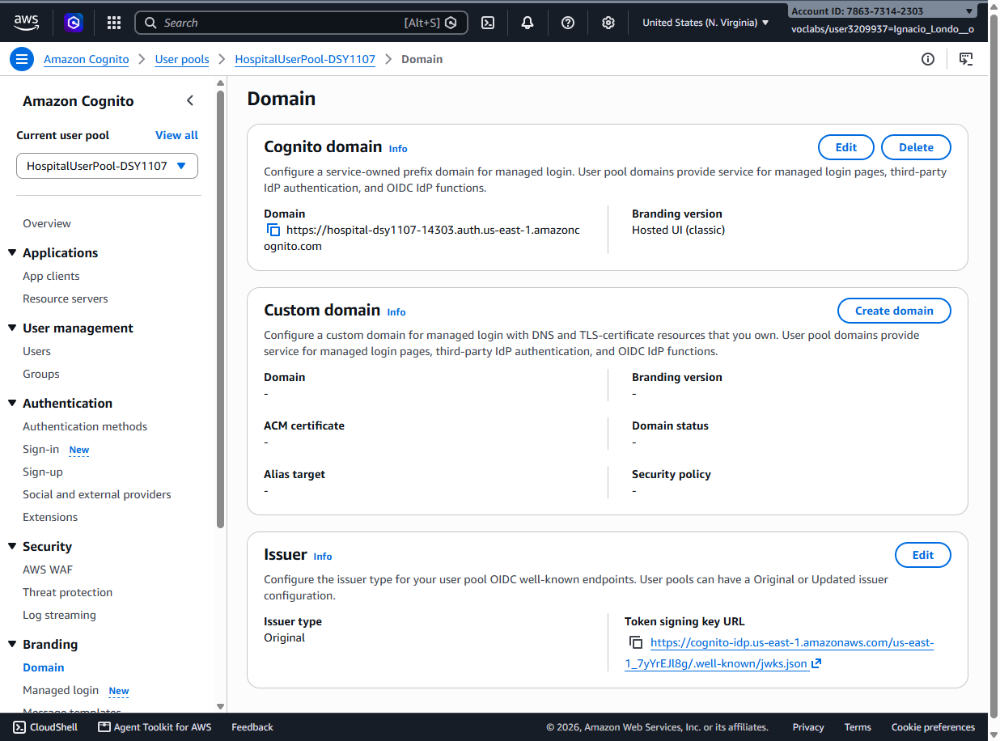 aws
Search
[Alt+S]
United States (N. Virginia)
Account ID: 7863-7314-2303
voclabs/user3209937=Ignacio_Londo__o
Amazon Cognito
User pools
HospitalUserPool-DSY1107
Domain
Amazon Cognito
Current user pool
View all
HospitalUserPool-DSY1107
Overview
Applications
App clients
Resource servers
User management
Users
Groups
Authentication
Authentication methods
Sign-in New
Sign-up
Social and external providers
Extensions
Security
AWS WAF
Threat protection
Log streaming
Branding
Domain
Managed login New
Message templates
Domain
Cognito domain Info
Edit
Delete
Configure a service-owned prefix domain for managed login. User pool domains provide service for managed login pages, third-party
IdP authentication, and OIDC IdP functions.
Domain
https://hospital-dsy1107-14303.auth.us-east-1.amazonc
ognito.com
Branding version
Hosted UI (classic)
Custom domain Info
Create domain
Configure a custom domain for managed login with DNS and TLS-certificate resources that you own. User pool domains provide
service for managed login pages, third-party IdP authentication, and OIDC IdP functions.
Domain
-
Branding version
-
ACM certificate
-
Domain status
-
Alias target
-
Security policy
-
Issuer Info
Edit
Configure the issuer type for your user pool OIDC well-known endpoints. User pools can have a Original or Updated issuer
configuration.
Issuer type
Original
Token signing key URL
https://cognito-idp.us-east-1.amazonaws.com/us-east-
1_7yYrEJl8g/.well-known/jwks.json
CloudShell
Agent Toolkit for AWS
Feedback
© 2026, Amazon Web Services, Inc. or its affiliates.
Privacy
Terms
Cookie preferences